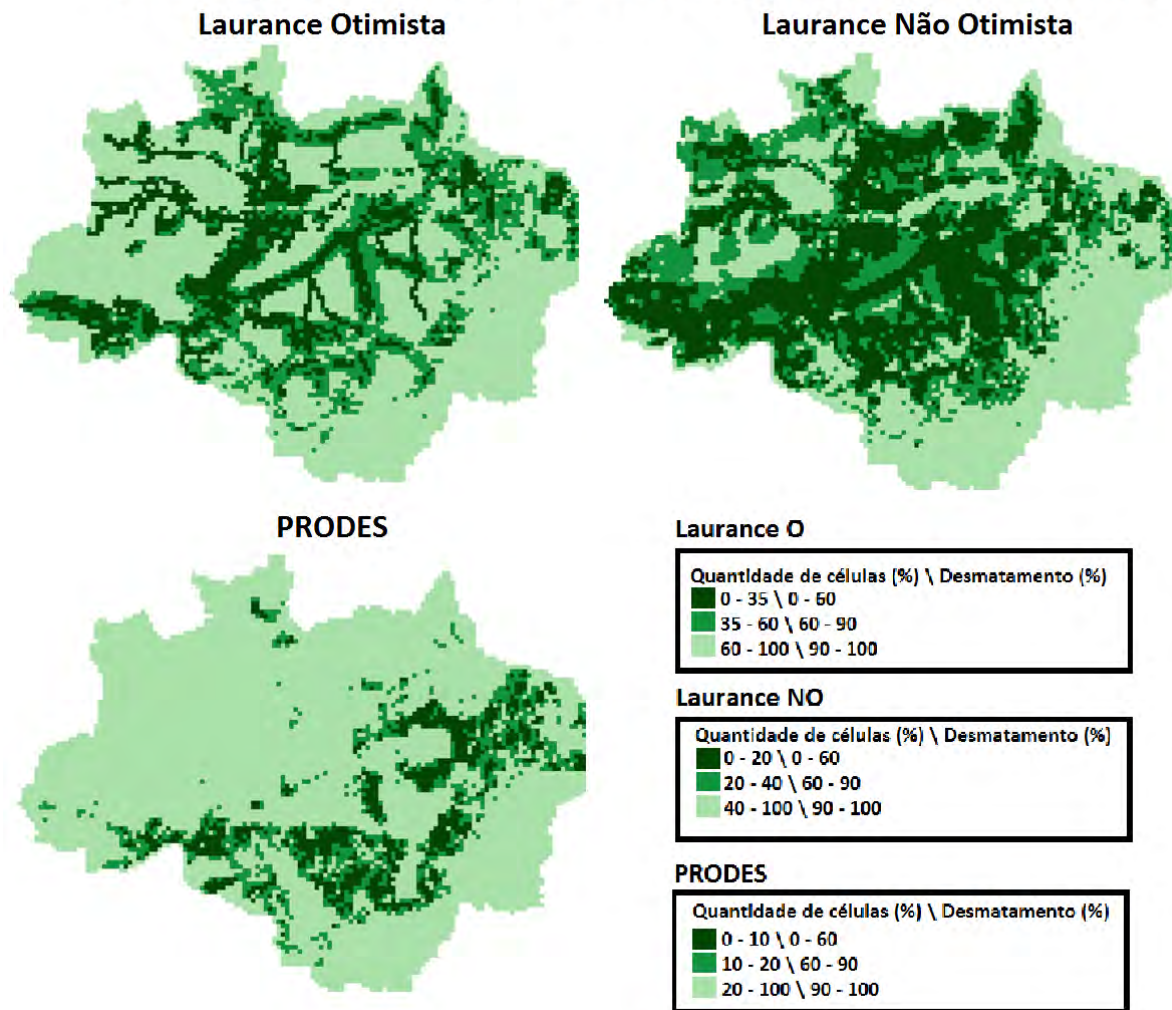 Laurance Otimista
Laurance Não Otimista
PRODES
Laurance O
Quantidade de células (%) \ Desmatamento (%)
0 - 35 \ 0 - 60
35 - 60 \ 60 - 90
60 - 100 \ 90 - 100
Laurance NO
Quantidade de células (%) \ Desmatamento (%)
0 - 20 \ 0 - 60
20 - 40 \ 60 - 90
40 - 100 \ 90 - 100
PRODES
Quantidade de células (%) \ Desmatamento (%)
0 - 10 \ 0 - 60
10 - 20 \ 60 - 90
20 - 100 \ 90 - 100